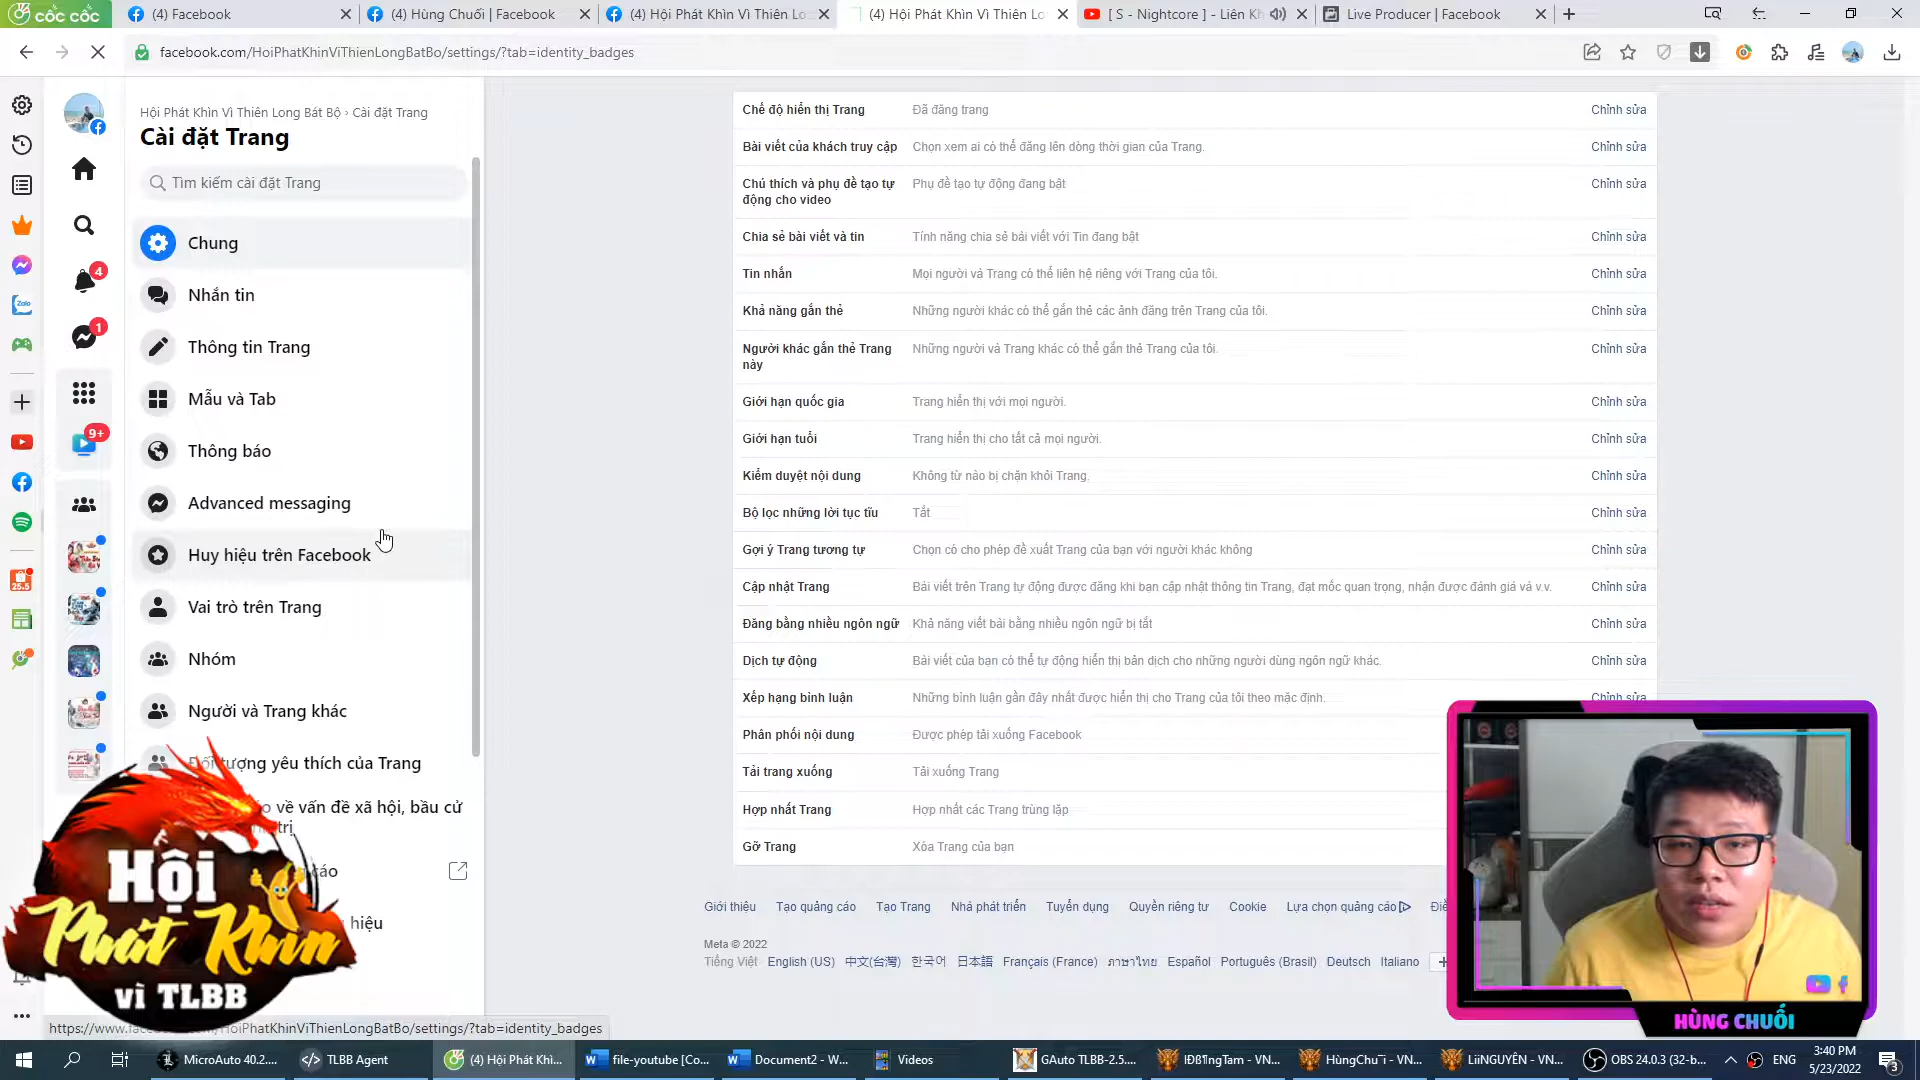 cốc cốc
(4) Facebook
(4) Hùng Chuối | Facebook
(4) Hội Phát Khìn Vì Thiên Lo
(4) Hội Phát Khìn Vì Thiên Lo
[ S - Nightcore ] - Liên Kh
Live Producer | Facebook
facebook.com/HoiPhatKhinViThienLongBatBo/settings/?tab=identity_badges
Hội Phát Khìn Vì Thiên Long Bát Bộ › Cài đặt Trang
Cài đặt Trang
Tìm kiếm cài đặt Trang
Chung
Nhắn tin
Thông tin Trang
Mẫu và Tab
Thông báo
Advanced messaging
Huy hiệu trên Facebook
Vai trò trên Trang
Nhóm
Người và Trang khác
Đối tượng yêu thích của Trang
về vấn đề xã hội, bầu cử
trị
cáo
hiệu
4
1
9+
Zalo
25.5
Chế độ hiển thị Trang Đã đăng trang Chỉnh sửa
Bài viết của khách truy cập Chọn xem ai có thể đăng lên dòng thời gian của Trang. Chỉnh sửa
Chú thích và phụ đề tạo tự Phụ đề tạo tự động đang bật Chỉnh sửa
động cho video
Chia sẻ bài viết và tin Tính năng chia sẻ bài viết với Tin đang bật Chỉnh sửa
Tin nhắn Mọi người và Trang có thể liên hệ riêng với Trang của tôi. Chỉnh sửa
Khả năng gắn thẻ Những người khác có thể gắn thẻ các ảnh đăng trên Trang của tôi. Chỉnh sửa
Người khác gắn thẻ Trang Những người và Trang khác có thể gắn thẻ Trang của tôi. Chỉnh sửa
này
Giới hạn quốc gia Trang hiển thị với mọi người. Chỉnh sửa
Giới hạn tuổi Trang hiển thị cho tất cả mọi người. Chỉnh sửa
Kiểm duyệt nội dung Không từ nào bị chặn khỏi Trang. Chỉnh sửa
Bộ lọc những lời tục tĩu Tắt Chỉnh sửa
Gợi ý Trang tương tự Chọn có cho phép đề xuất Trang của bạn với người khác không Chỉnh sửa
Cập nhật Trang Bài viết trên Trang tự động được đăng khi bạn cập nhật thông tin Trang, đạt mốc quan trọng, nhận được đánh giá và v.v. Chỉnh sửa
Đăng bằng nhiều ngôn ngữ Khả năng viết bài bằng nhiều ngôn ngữ bị tắt Chỉnh sửa
Dịch tự động Bài viết của bạn có thể tự động hiển thị bản dịch cho những người dùng ngôn ngữ khác. Chỉnh sửa
Xếp hạng bình luận Những bình luận gần đây nhất được hiển thị cho Trang của tôi theo mặc định. Chỉnh sửa
Phân phối nội dung Được phép tải xuống Facebook
Tải trang xuống Tải xuống Trang
Hợp nhất Trang Hợp nhất các Trang trùng lặp
Gỡ Trang Xóa Trang của bạn
Giới thiệu Tạo quảng cáo Tạo Trang Nhà phát triển Tuyển dụng Quyền riêng tư Cookie Lựa chọn quảng cáo
Meta © 2022
Tiếng Việt English (US) 中文(台灣) 한국어 日本語 Français (France) ภาษาไทย Español Português (Brasil) Deutsch Italiano
Hội
Phát Khìn
vì TLBB
HÙNG CHUỐI
https://www.facebook.com/HoiPhatKhinViThienLongBatBo/settings/?tab=identity_badges
MicroAuto 40.2....
TLBB Agent
(4) Hội Phát Khì...
file-youtube [Co...
Document2 - W...
Videos
GAuto TLBB-2.5....
HùngChu¯i - VN...
LiiNGUYÊN - VN...
OBS 24.0.3 (32-b...
ENG
3:40 PM
5/23/2022
3